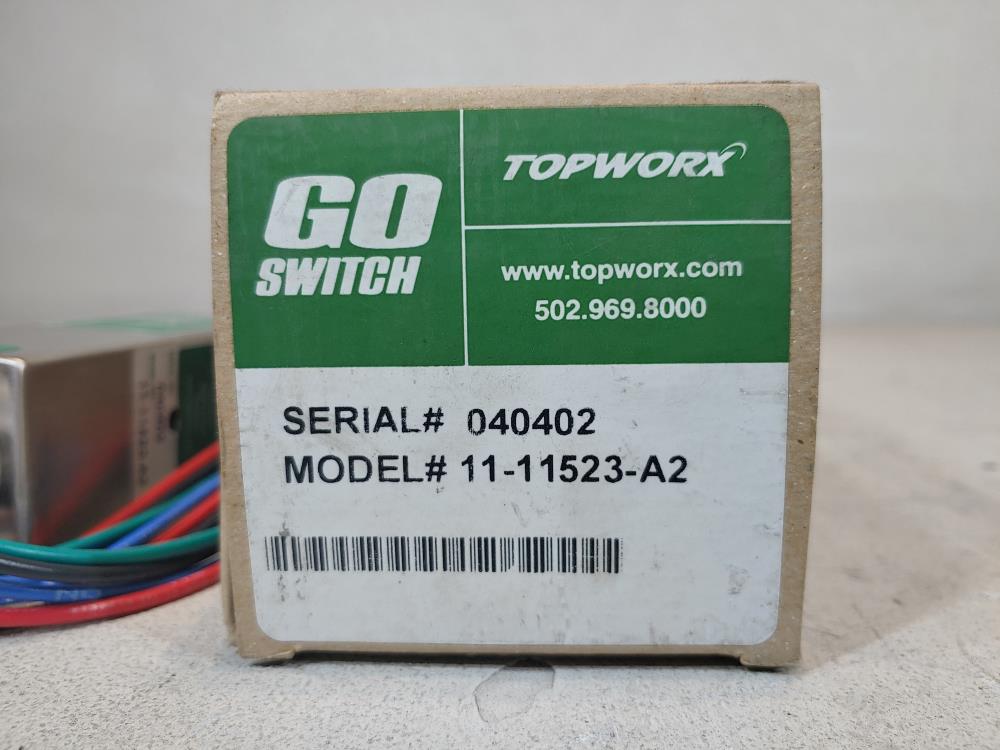 GO
SWITCH
TOPWORX
www.topworx.com
502.969.8000
SERIAL# 040402
MODEL# 11-11523-A2